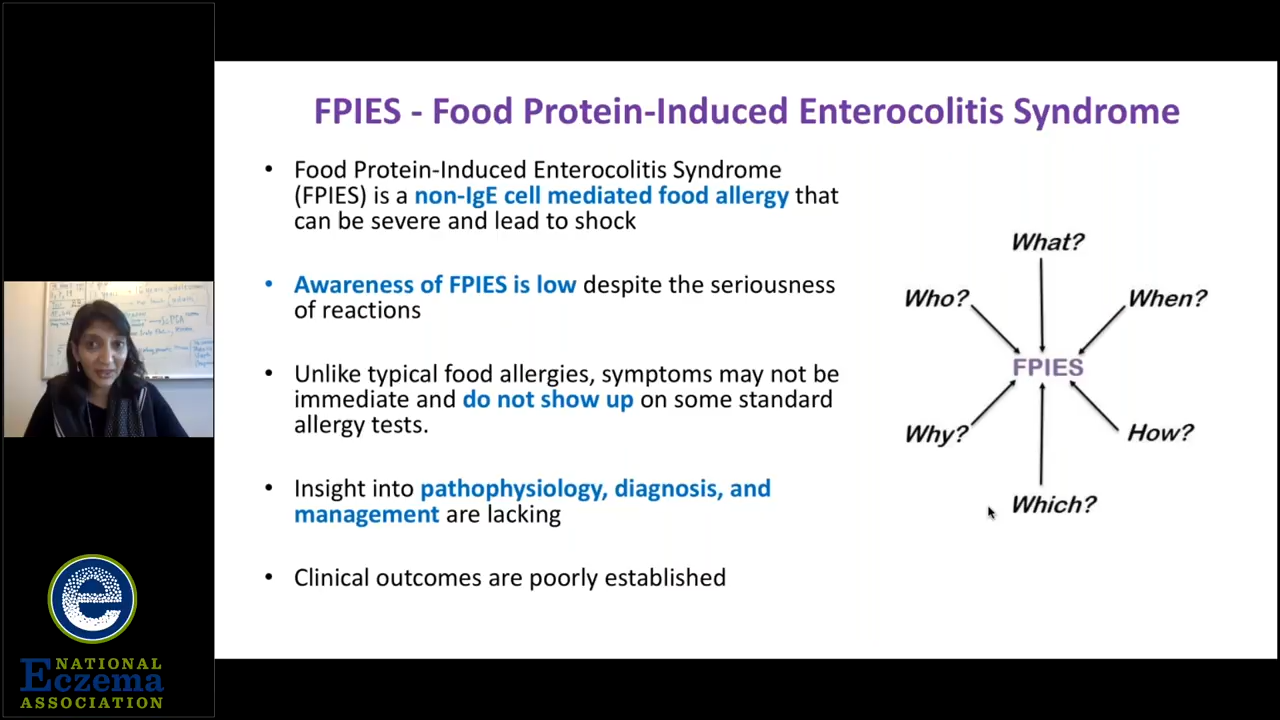 FPIES - Food Protein-Induced Enterocolitis Syndrome
• Food Protein-Induced Enterocolitis Syndrome
(FPIES) is a non-IgE cell mediated food allergy that
can be severe and lead to shock
• Awareness of FPIES is low despite the seriousness
of reactions
• Unlike typical food allergies, symptoms may not be
immediate and do not show up on some standard
allergy tests.
• Insight into pathophysiology, diagnosis, and
management are lacking
• Clinical outcomes are poorly established
What?
Who?
When?
FPIES
Why?
How?
Which?
e
NATIONAL
Eczema
ASSOCIATION